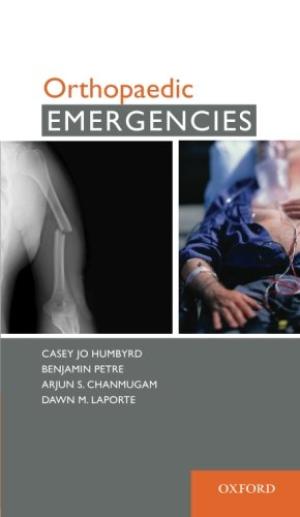 Orthopaedic
EMERGENCIES
CASEY JO HUMBYRD
BENJAMIN PETRE
ARJUN S. CHANMUGAM
DAWN M. LAPORTE
OXFORD